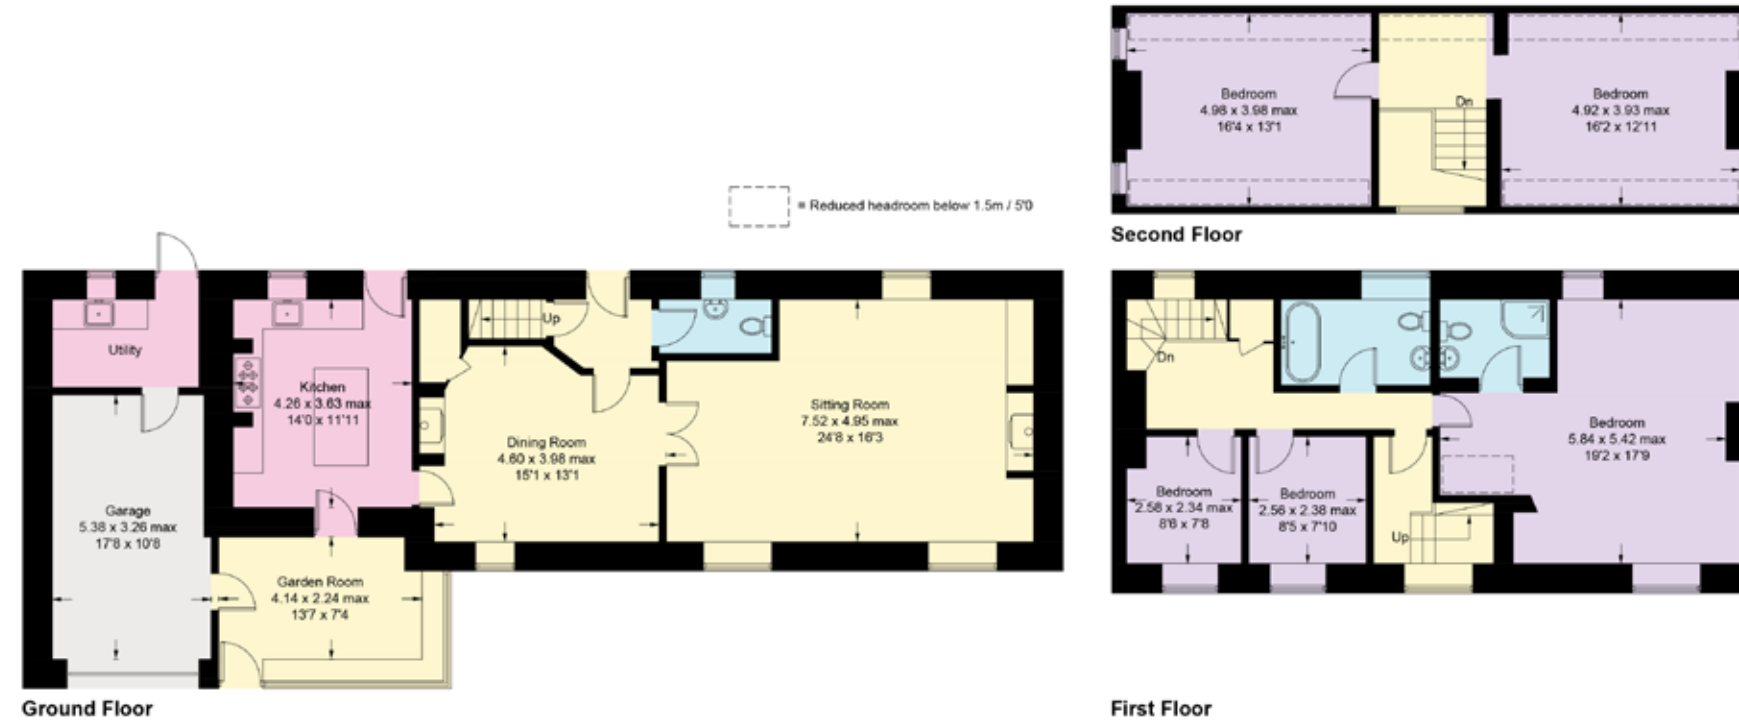 Bedroom
4.98 x 3.98 max
16'4 x 13'1
Dn
Bedroom
4.92 x 3.93 max
16'2 x 12'11
= Reduced headroom below 1.5m / 5'0
Second Floor
Utility
Up
Kitchen
4.26 x 3.63 max
14'0 x 11'11
Dining Room
4.60 x 3.98 max
15'1 x 13'1
Sitting Room
7.52 x 4.95 max
24'8 x 16'3
Garage
5.38 x 3.26 max
17'8 x 10'8
Garden Room
4.14 x 2.24 max
13'7 x 7'4
Ground Floor
Dn
Bedroom
5.84 x 5.42 max
19'2 x 17'9
Bedroom
2.58 x 2.34 max
8'6 x 7'8
Bedroom
2.56 x 2.38 max
8'5 x 7'10
Up
First Floor